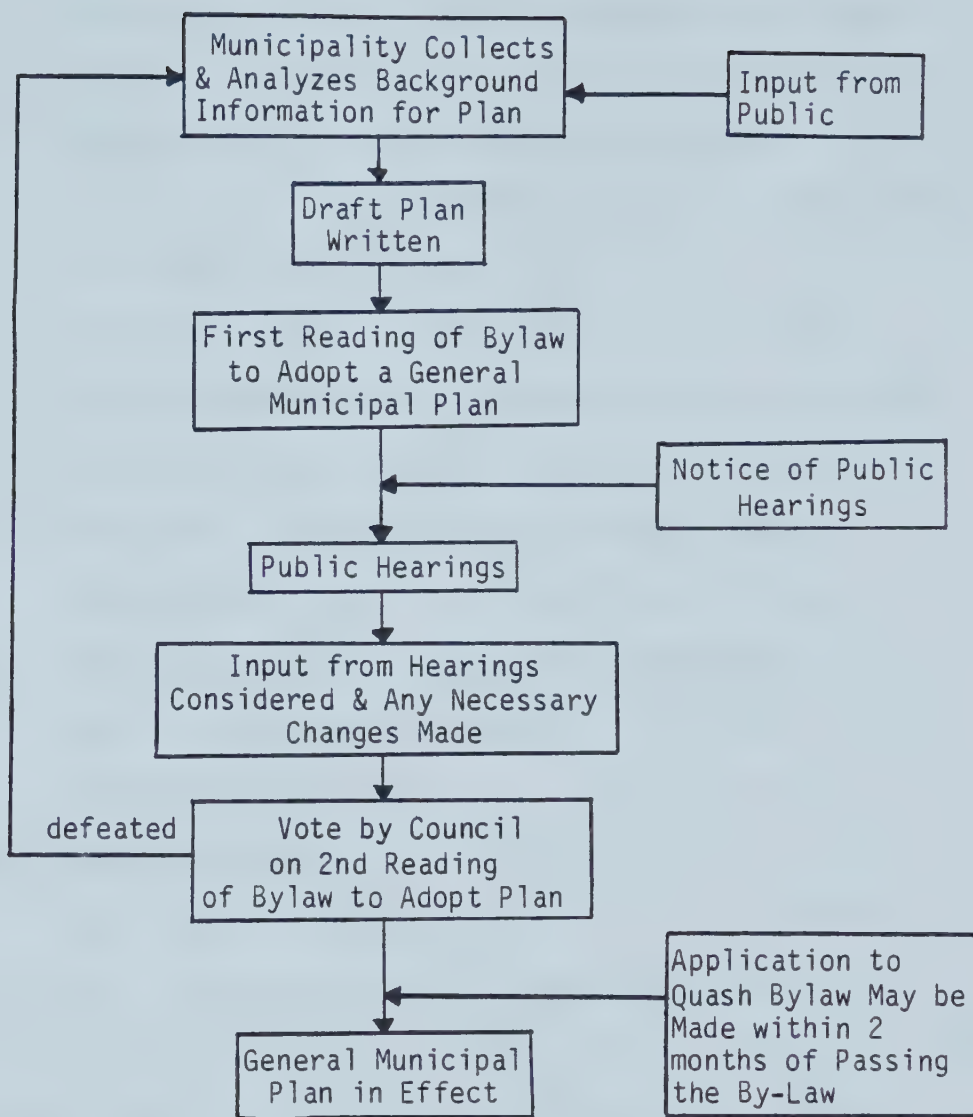 Municipality Collects
& Analyzes Background
Information for Plan
Input from
Public
Draft Plan
Written
First Reading of Bylaw
to Adopt a General
Municipal Plan
Notice of Public
Hearings
Public Hearings
Input from Hearings
Considered & Any Necessary
Changes Made
defeated
Vote by Council
on 2nd Reading
of Bylaw to Adopt Plan
Application to
Quash Bylaw May be
Made within 2
months of Passing
the By-Law
General Municipal
Plan in Effect